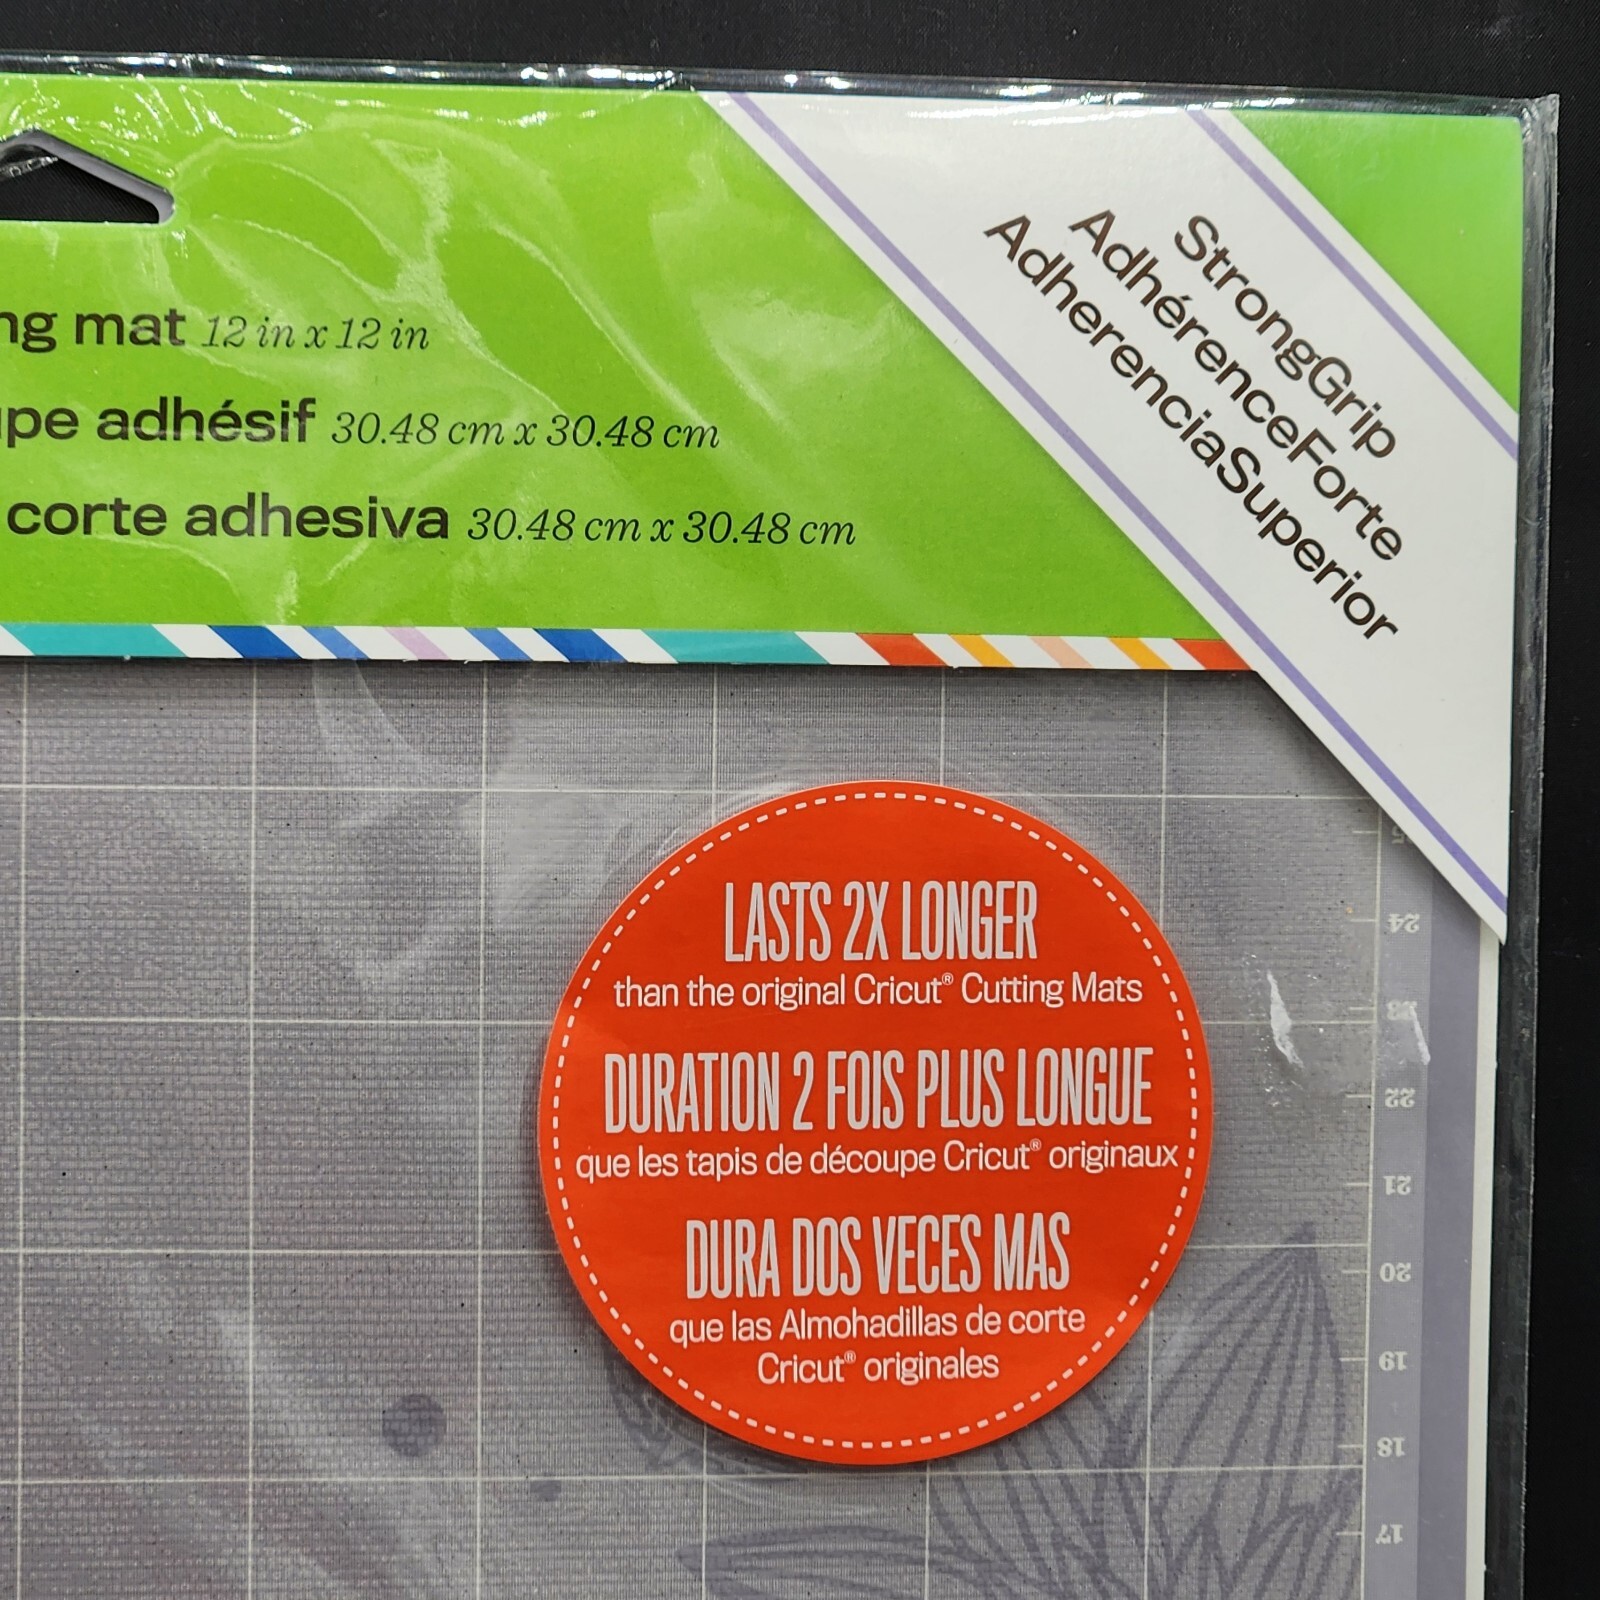 ng mat 12 in x 12 in
upe adhésif 30.48 cm x 30.48 cm
corte adhesiva 30.48 cm x 30.48 cm
StrongGrip
AdhérenceForte
AdherenciaSuperior
LASTS 2X LONGER
than the original Cricut® Cutting Mats
DURATION 2 FOIS PLUS LONGUE
que les tapis de découpe Cricut® originaux
DURA DOS VECES MAS
que las Almohadillas de corte
Cricut® originales
25
24
23
22
21
20
19
18
17